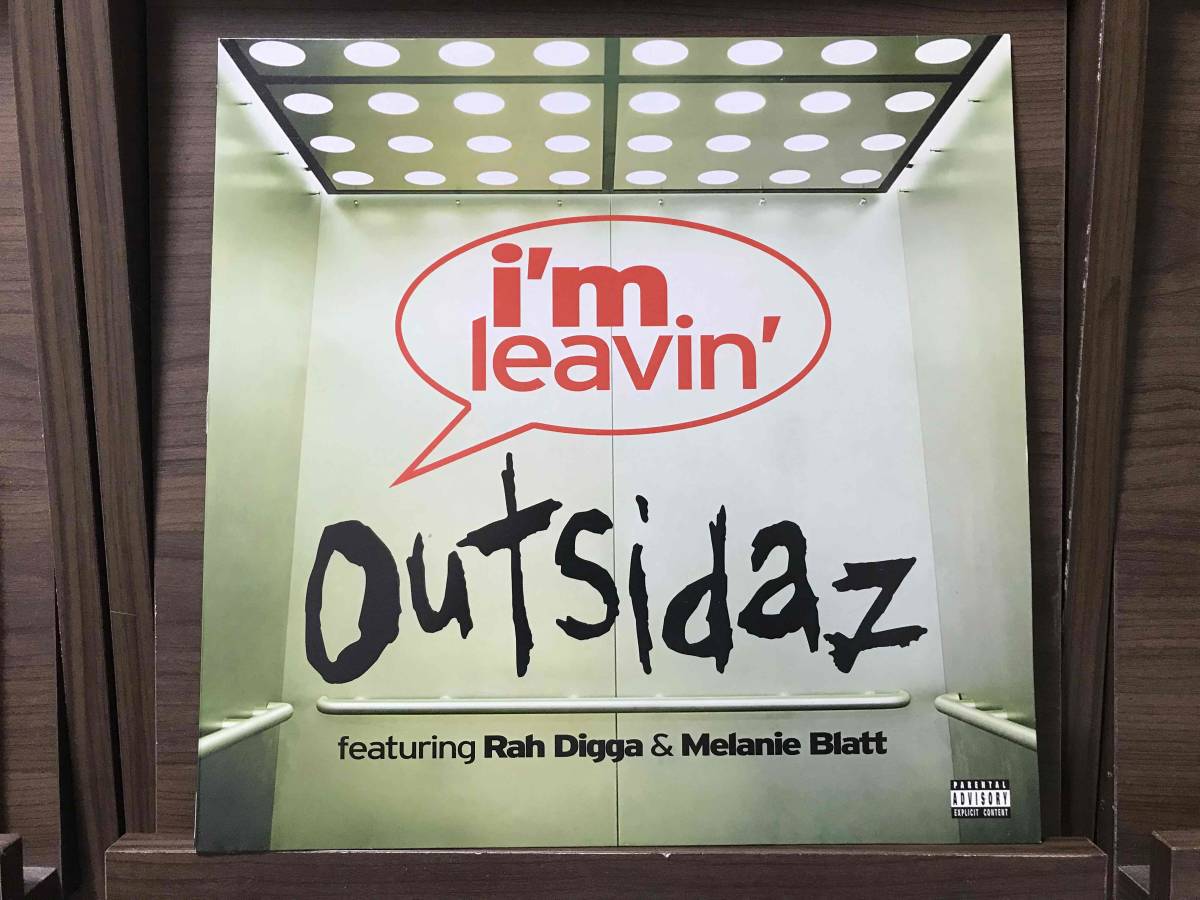 i'm
leavin'
outsidaz
featuring Rah Digga & Melanie Blatt
PARENTAL
ADVISORY
EXPLICIT CONTENT